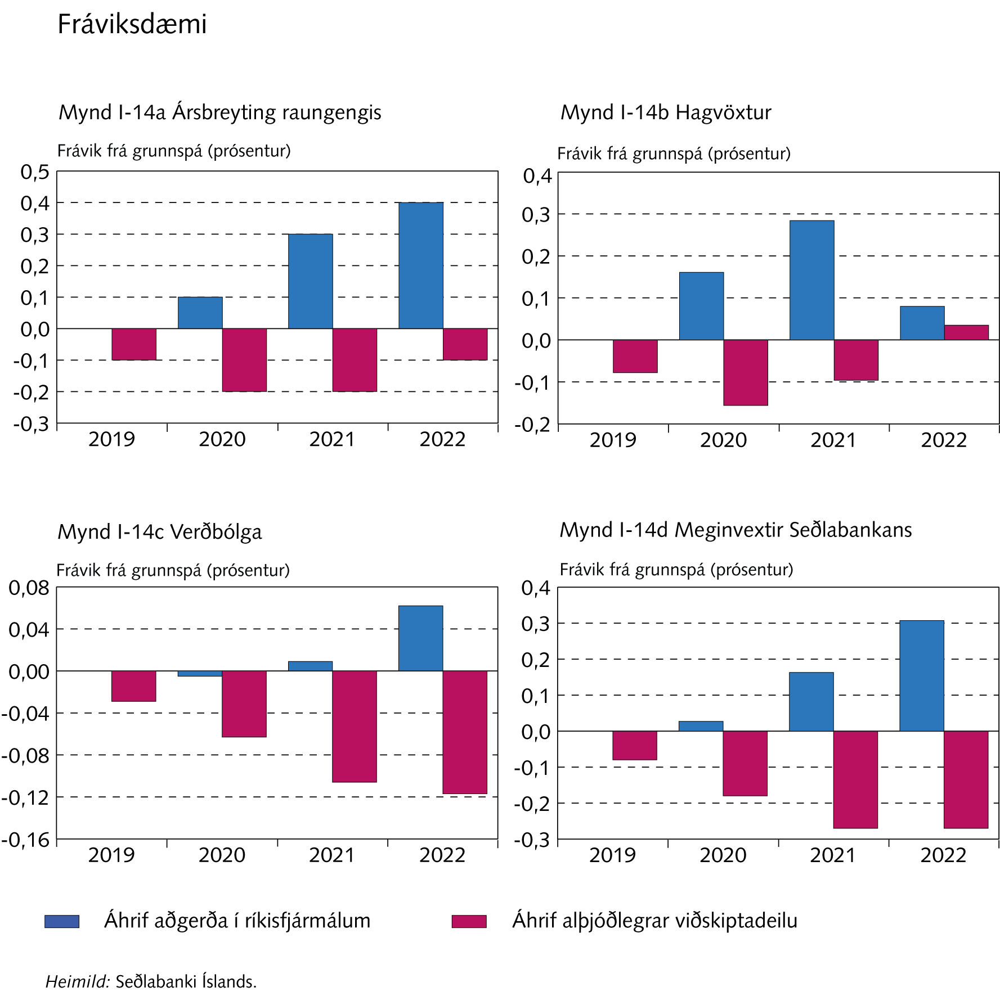 Fráviksdæmi
Mynd I-14a Ársbreyting raungengis
Frávik frá grunnspá (prósentur)
0,5
0,4
0,3
0,2
0,1
0,0
-0,1
-0,2
-0,3
2019 2020 2021 2022
Mynd I-14b Hagvöxtur
Frávik frá grunnspá (prósentur)
0,4
0,3
0,2
0,1
0,0
-0,1
-0,2
2019 2020 2021 2022
Mynd I-14c Verðbólga
Frávik frá grunnspá (prósentur)
0,08
0,04
0,00
-0,04
-0,08
-0,12
-0,16
2019 2020 2021 2022
Mynd I-14d Meginvextir Seðlabankans
Frávik frá grunnspá (prósentur)
0,4
0,3
0,2
0,1
0,0
-0,1
-0,2
-0,3
2019 2020 2021 2022
Áhrif aðgerða í ríkisfjármálum
Áhrif alþjóðlegrar viðskiptadeilu
Heimild: Seðlabanki Íslands.